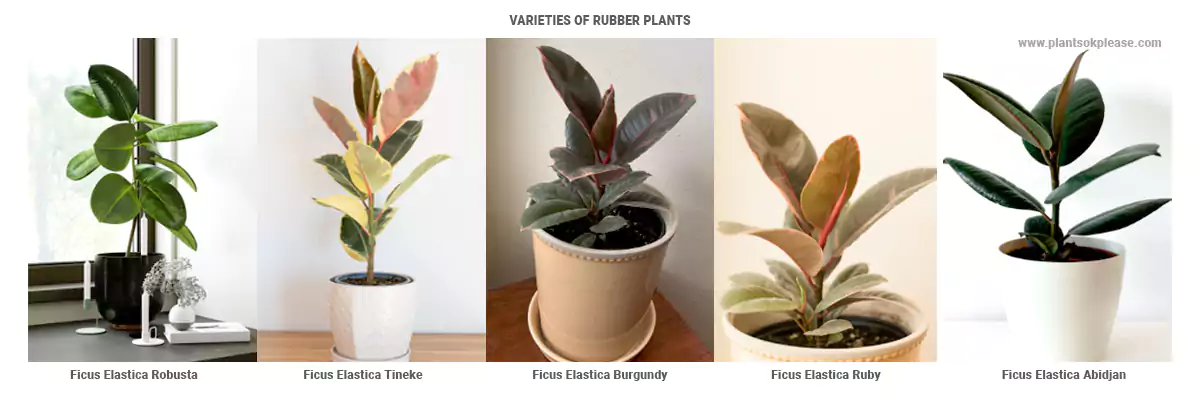 VARIETIES OF RUBBER PLANTS
www.plantsokplease.com
Ficus Elastica Robusta
Ficus Elastica Tineke
Ficus Elastica Burgundy
Ficus Elastica Ruby
Ficus Elastica Abidjan